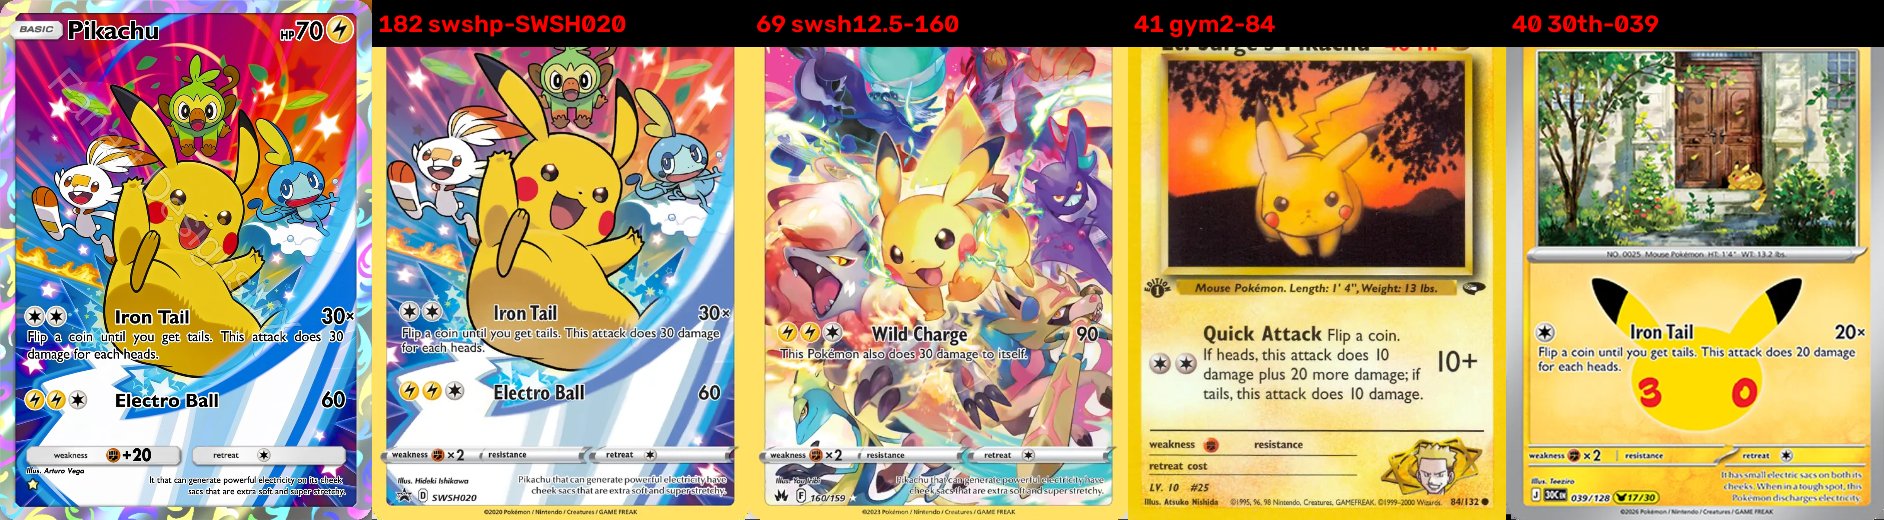 BASIC Pikachu HP70
Fan
Designs
Iron Tail 30×
Flip a coin until you get tails. This attack does 30
damage for each heads.
Electro Ball 60
weakness +20 retreat
Illus. Arturo Vega
It that can generate powerful electricity on its cheek
sacs that are extra soft and super stretchy.
182 swshp-SWSH020
Iron Tail 30×
Flip a coin until you get tails. This attack does 30 damage
for each heads.
Electro Ball 60
weakness ×2 resistance retreat
Illus. Hideki Ishikawa
Pikachu that can generate powerful electricity have
cheek sacs that are extra soft and super stretchy.
D SWSH020
©2020 Pokémon / Nintendo / Creatures / GAME FREAK
69 swsh12.5-160
Wild Charge 90
This Pokémon also does 30 damage to itself.
weakness ×2 resistance retreat
Pikachu that can generate powerful electricity have
cheek sacs that are extra soft and super stretchy.
F 160/159
©2023 Pokémon / Nintendo / Creatures / GAME FREAK
41 gym2-84
Lt. Surge's Pikachu
EDITION
1
Mouse Pokémon. Length: 1' 4", Weight: 13 lbs.
Quick Attack Flip a coin.
If heads, this attack does 10
damage plus 20 more damage; if
tails, this attack does 10 damage.
10+
weakness resistance
retreat cost
LV. 10 #25
Illus. Atsuko Nishida ©1995, 96, 98 Nintendo, Creatures, GAMEFREAK. ©1999-2000 Wizards. 84/132
40 30th-039
NO. 0025 Mouse Pokémon HT: 1'4" WT: 13.2 lbs.
Iron Tail 20×
Flip a coin until you get tails. This attack does 20 damage
for each heads.
3 0
weakness ×2 resistance retreat
Illus. Teeziro
It has small electric sacs on both its
cheeks. When in a tough spot, this
Pokémon discharges electricity.
J 30C EN 039/128 17/30
©2026 Pokémon / Nintendo / Creatures / GAME FREAK